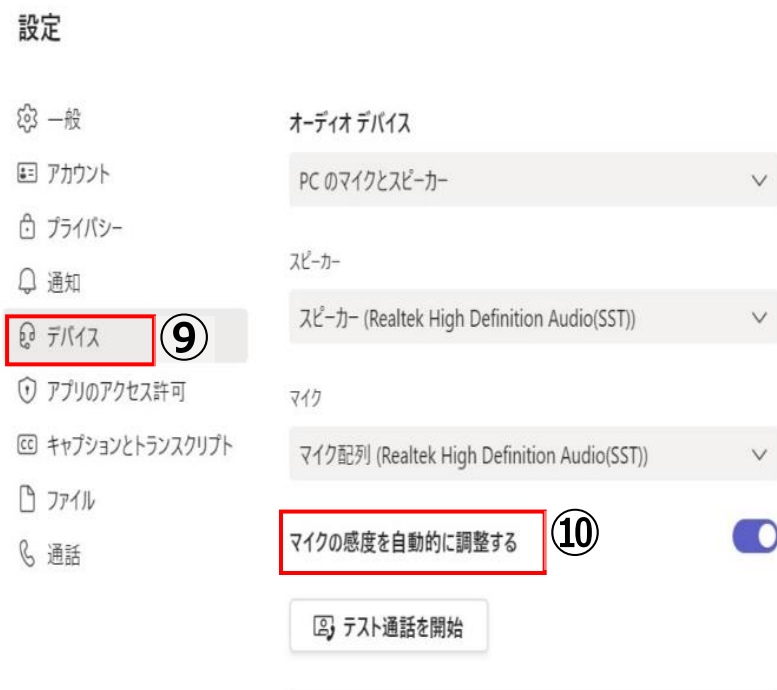 設定
一般
アカウント
プライバシー
通知
デバイス ⑨
アプリのアクセス許可
キャプションとトランスクリプト
ファイル
通話
オーディオ デバイス
PC のマイクとスピーカー
スピーカー
スピーカー (Realtek High Definition Audio(SST))
マイク
マイク配列 (Realtek High Definition Audio(SST))
マイクの感度を自動的に調整する ⑩
テスト通話を開始